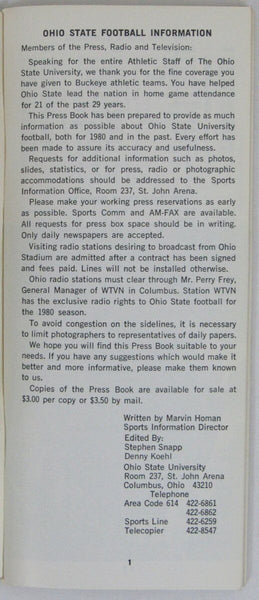 OHIO STATE FOOTBALL INFORMATION
Members of the Press, Radio and Television:
Speaking for the entire Athletic Staff of The Ohio
State University, we thank you for the fine coverage you
have given to Buckeye athletic teams. You have helped
Ohio State lead the nation in home game attendance
for 21 of the past 29 years.
This Press Book has been prepared to provide as much
information as possible about Ohio State University
football, both for 1980 and in the past. Every effort has
been made to assure its accuracy and usefulness.
Requests for additional information such as photos,
slides, statistics, or for press, radio or photographic
accommodations should be addressed to the Sports
Information Office, Room 237, St. John Arena.
Please make your working press reservations as early
as possible. Sports Comm and AM-FAX are available.
All requests for press box space should be in writing.
Only daily newspapers are accepted.
Visiting radio stations desiring to broadcast from Ohio
Stadium are admitted after a contract has been signed
and fees paid. Lines will not be installed otherwise.
Ohio radio stations must clear through Mr. Perry Frey,
General Manager of WTVN in Columbus. Station WTVN
has the exclusive radio rights to Ohio State football for
the 1980 season.
To avoid congestion on the sidelines, it is necessary
to limit photographers to representatives of daily papers.
We hope you will find this Press Book suitable to your
needs. If you have any suggestions which would make it
better and more informative, please make them known
to us.
Copies of the Press Book are available for sale at
$3.00 per copy or $3.50 by mail.
Written by Marvin Homan
Sports Information Director
Edited By:
Stephen Snapp
Denny Koehl
Ohio State University
Room 237, St. John Arena
Columbus, Ohio 43210
Telephone
Area Code 614 422-6861
422-6862
Sports Line 422-6259
Telecopier 422-8547
1